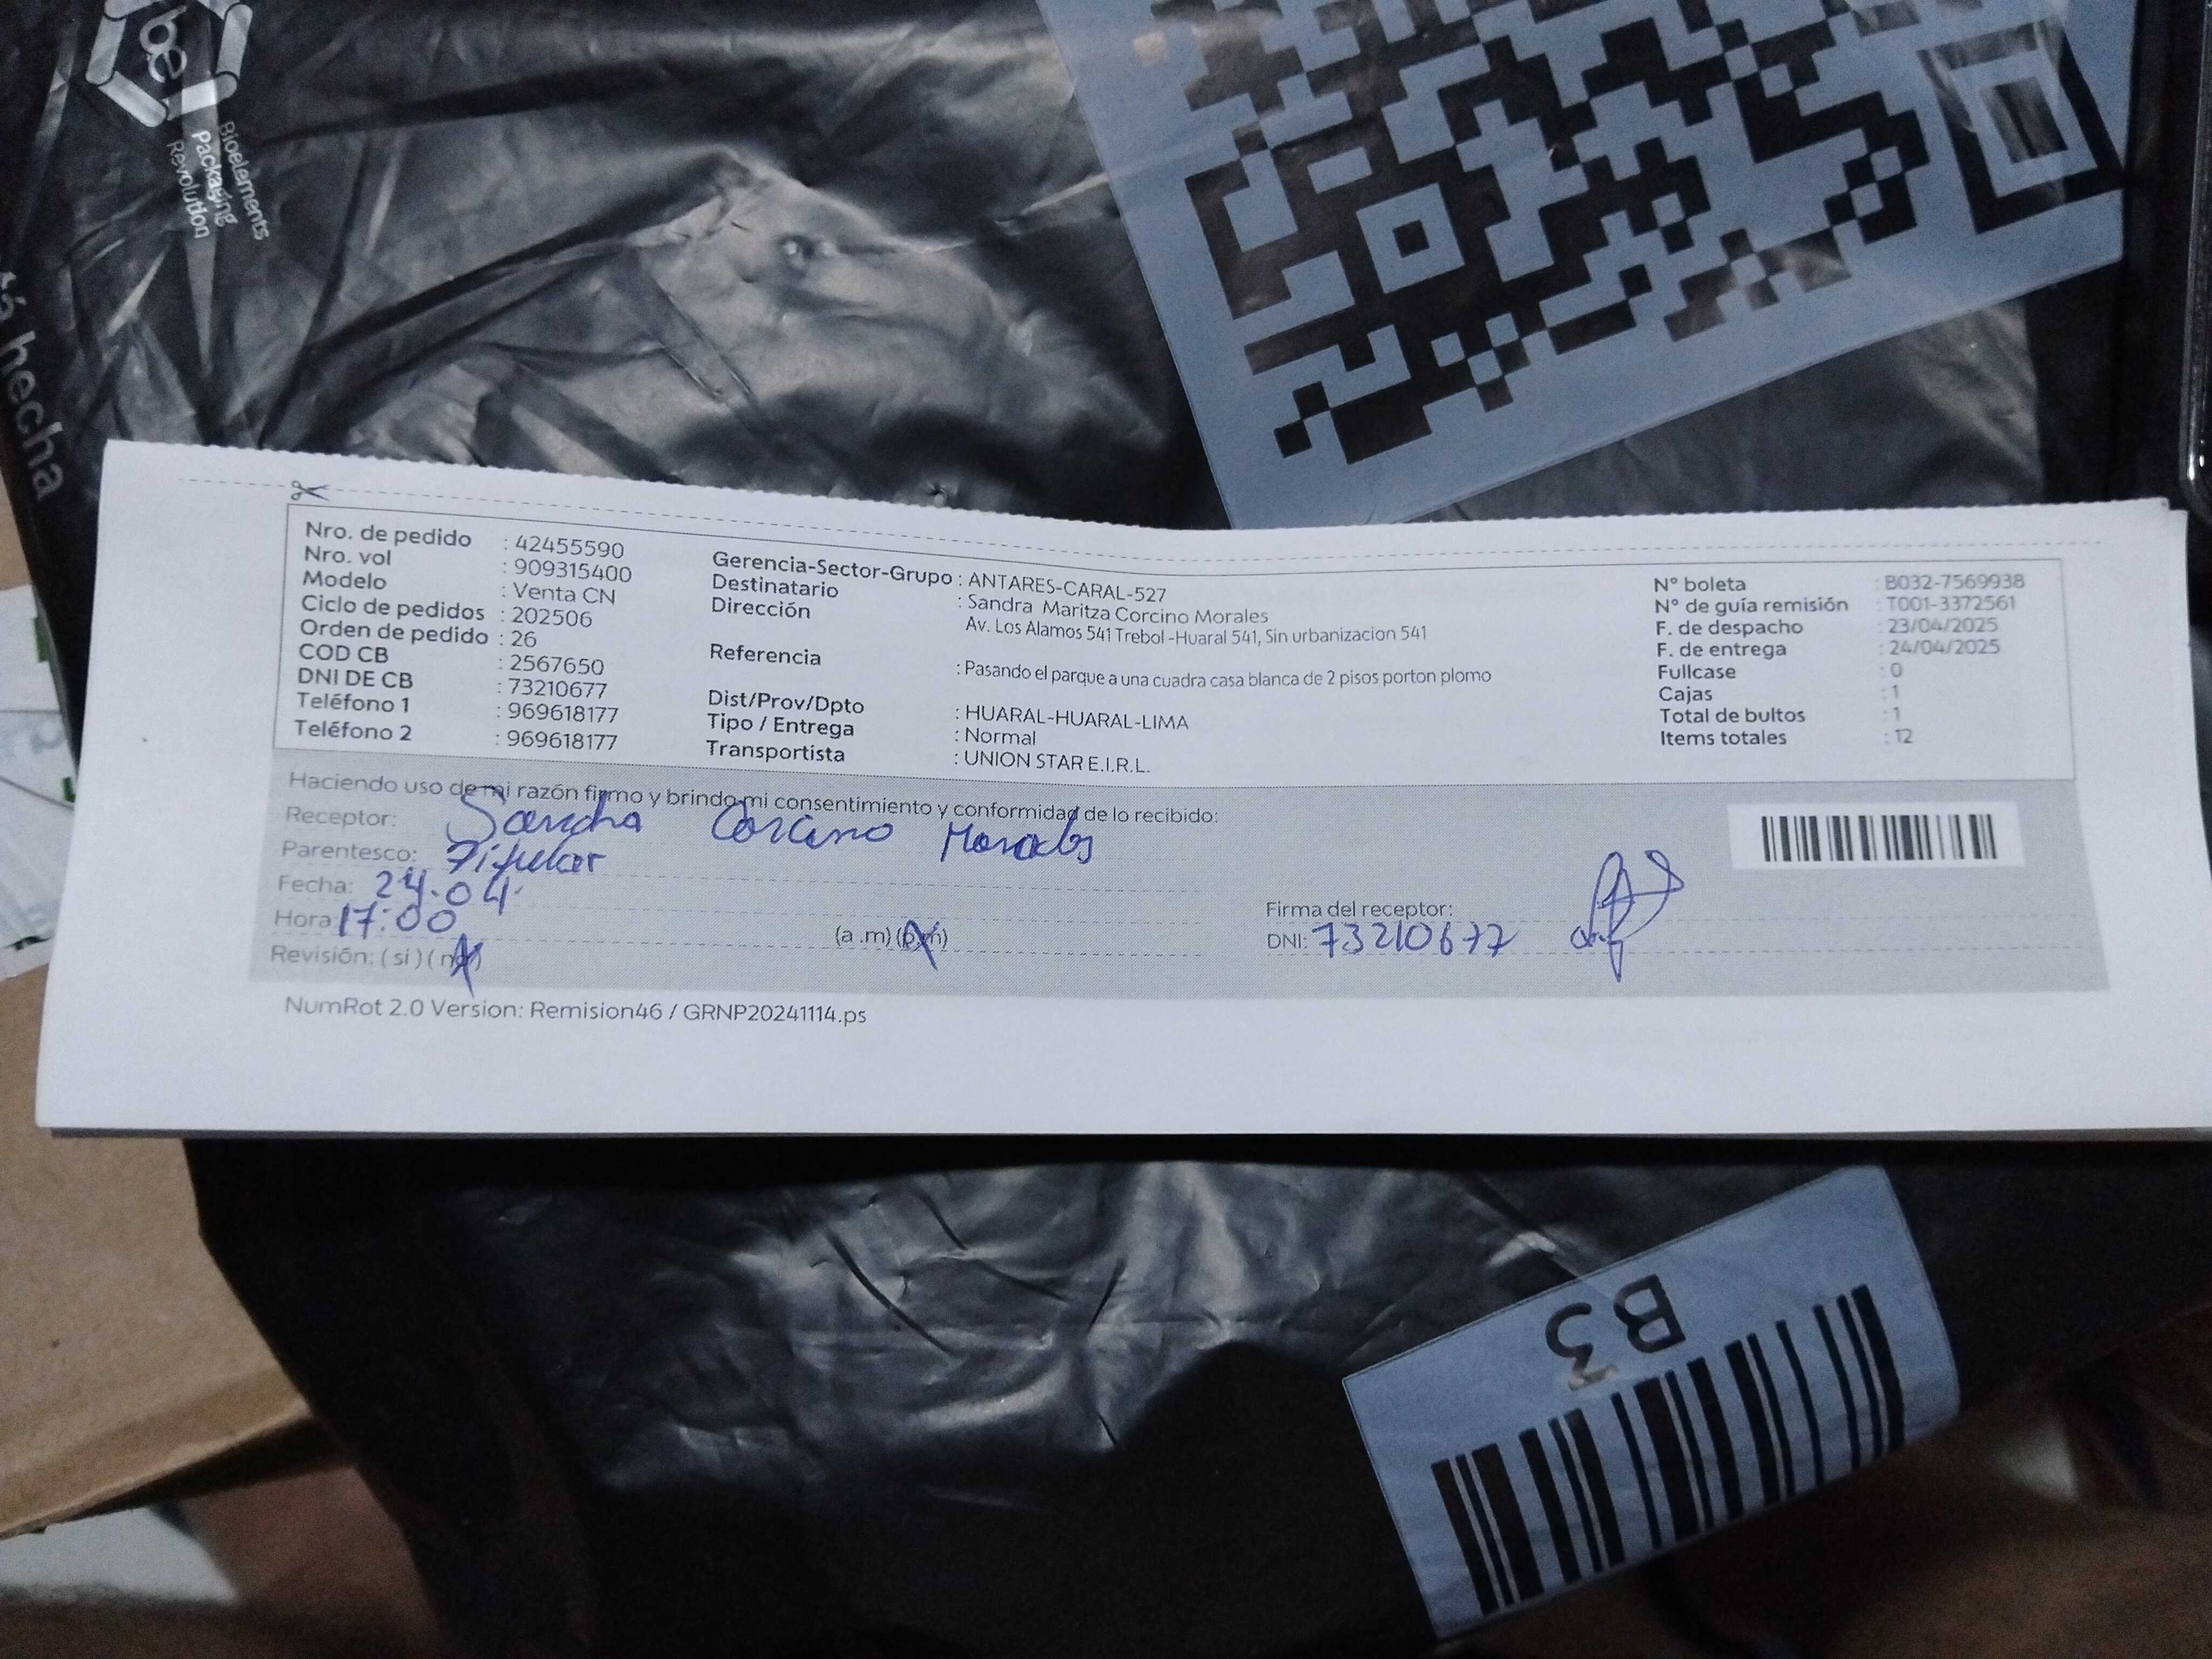 be
Bioelements
Packaging
Revolution
hecha
Nro. de pedido : 42455590
Nro. vol : 909315400
Modelo : Venta CN
Ciclo de pedidos : 202506
Orden de pedido : 26
COD CB : 2567650
DNI DE CB : 73210677
Teléfono 1 : 969618177
Teléfono 2 : 969618177
Gerencia-Sector-Grupo : ANTARES-CARAL-527
Destinatario : Sandra Maritza Corcino Morales
Dirección Av. Los Alamos 541 Trebol -Huaral 541, Sin urbanizacion 541
Referencia : Pasando el parque a una cuadra casa blanca de 2 pisos porton plomo
Dist/Prov/Dpto : HUARAL-HUARAL-LIMA
Tipo / Entrega : Normal
Transportista : UNION STAR E.I.R.L.
N° boleta : B032-7569938
N° de guía remisión : T001-3372561
F. de despacho : 23/04/2025
F. de entrega : 24/04/2025
Fullcase : 0
Cajas : 1
Total de bultos : 1
Items totales : 12
Haciendo uso de mi razón firmo y brindo mi consentimiento y conformidad de lo recibido:
Receptor: Sandra Corcino Morales
Parentesco: Titular
Fecha: 24.04
Hora: 17:00 (a .m) (p.m)
Revisión: ( si ) ( no )
Firma del receptor:
DNI: 73210677
NumRot 2.0 Version: Remision46 / GRNP20241114.ps
B3